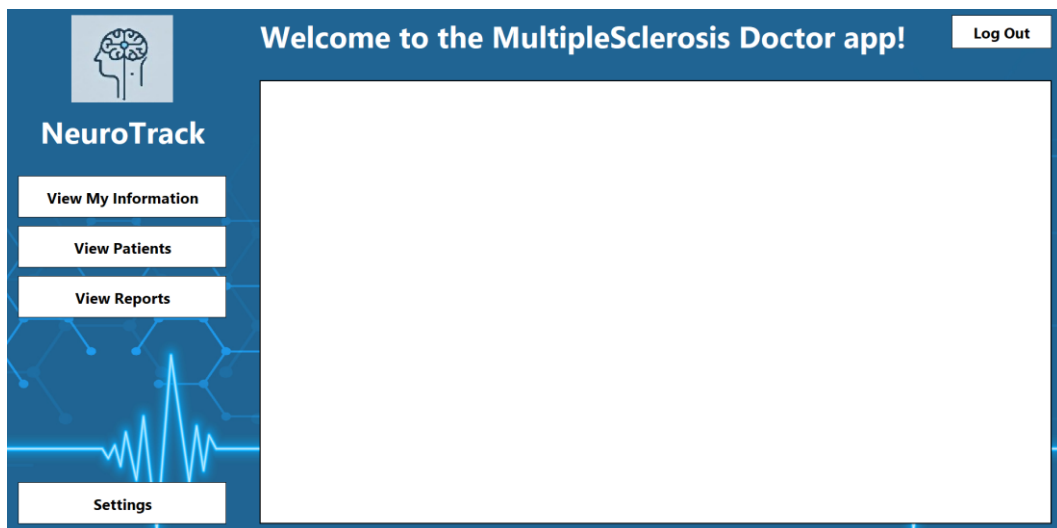 Welcome to the MultipleSclerosis Doctor app!
Log Out
NeuroTrack
View My Information
View Patients
View Reports
Settings